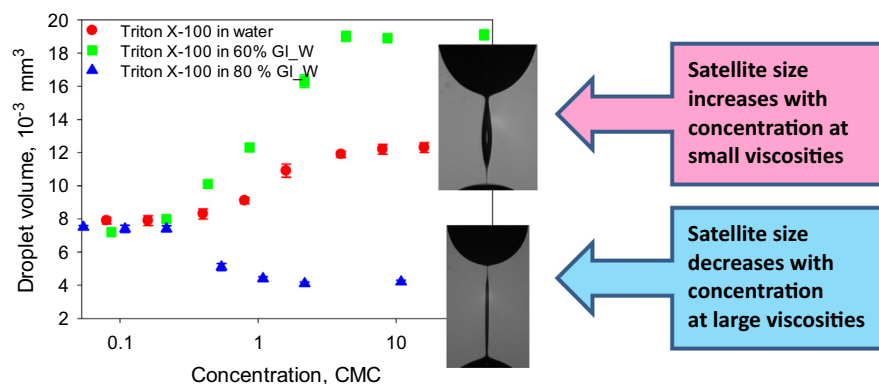 20
18
16
14
12
10
8
6
4
2
Droplet volume, 10⁻³ mm³
Triton X-100 in water
Triton X-100 in 60% Gl_W
Triton X-100 in 80 % Gl_W
0.1 1 10
Concentration, CMC
Satellite size
increases with
concentration at
small viscosities
Satellite size
decreases with
concentration
at large viscosities